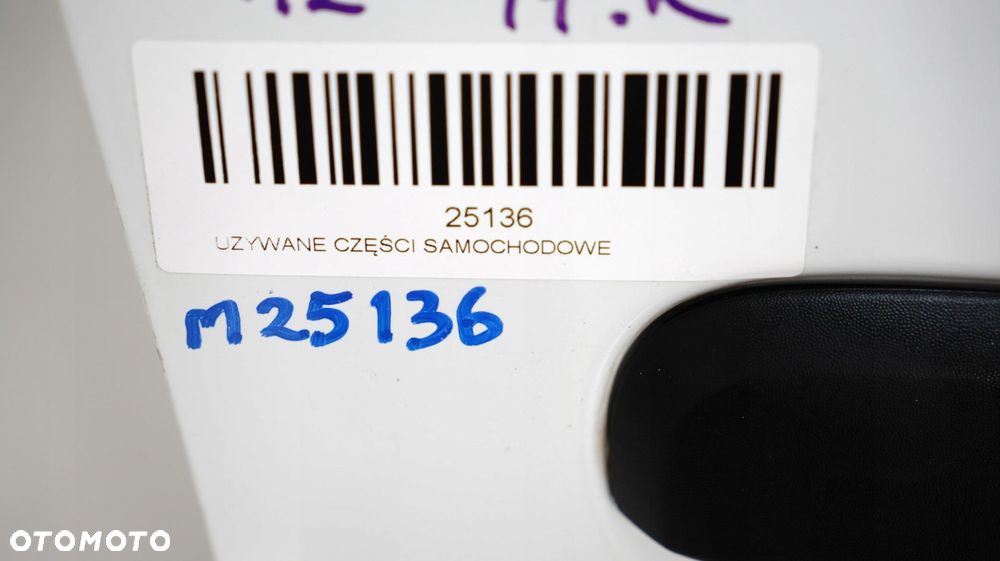 25136
UZYWANE CZĘŚCI SAMOCHODOWE
M25136
OTOMOTO